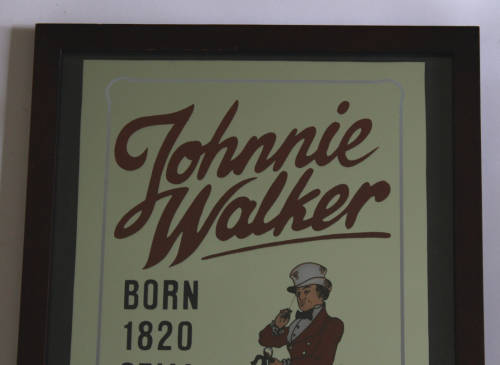 Johnnie
Walker
BORN
1820